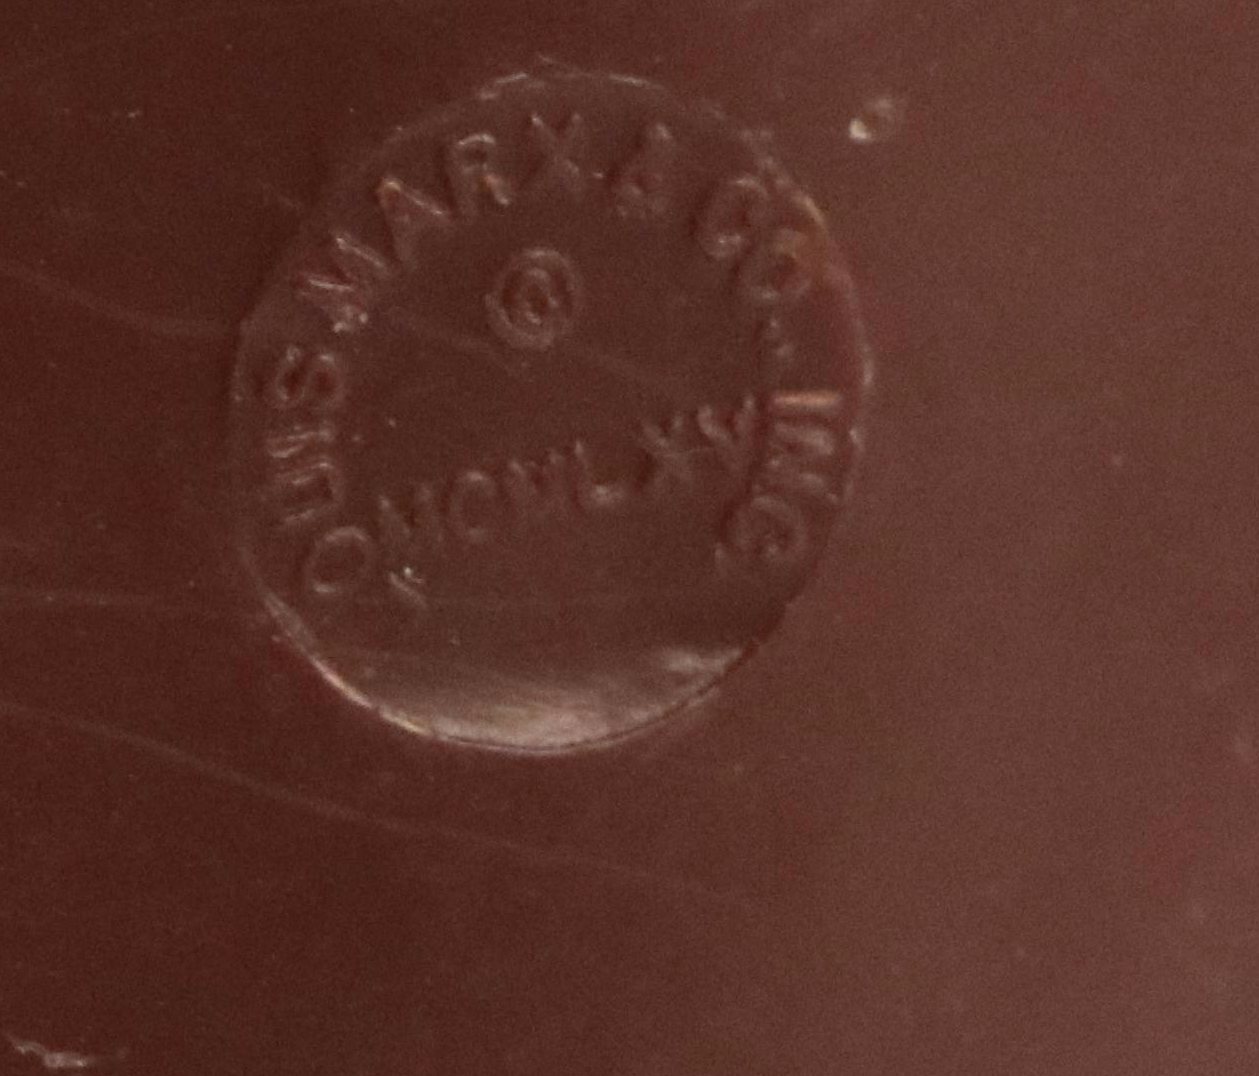 LOUIS MARX & CO., INC.
©
MCMLXV